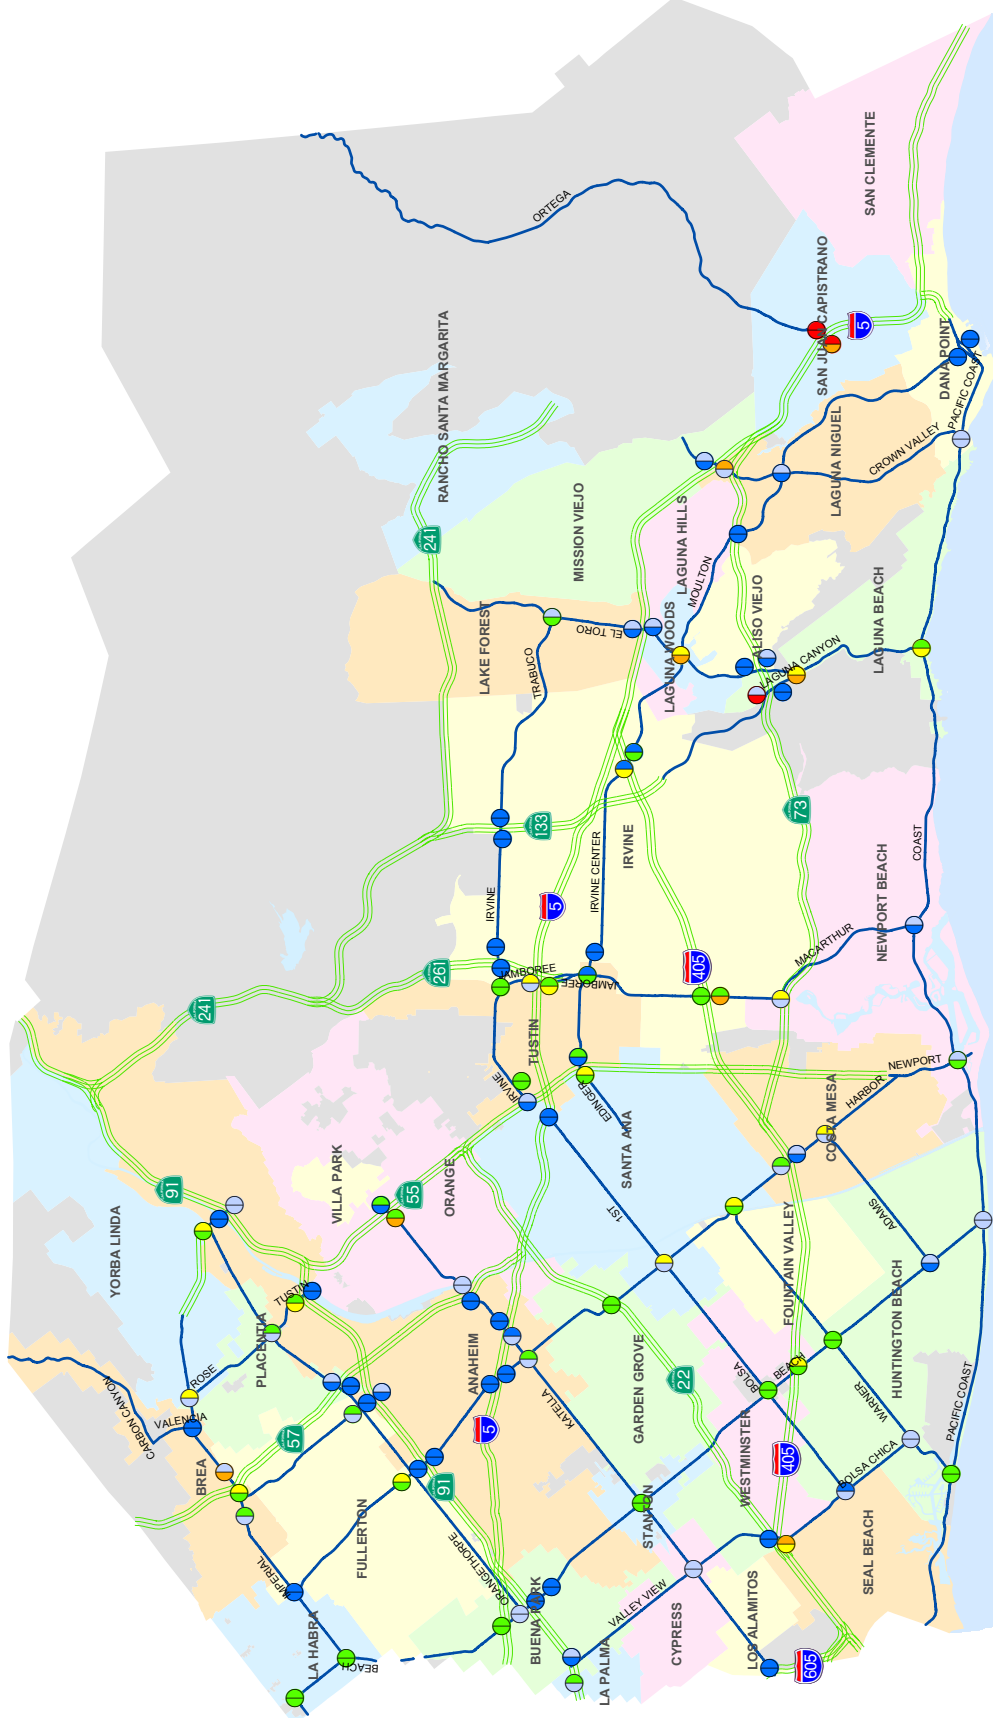 ORTEGA
SAN CLEMENTE
SAN JUAN CAPISTRANO
5
RANCHO SANTA MARGARITA
DANA POINT
PACIFIC COAST
CROWN VALLEY
LAGUNA NIGUEL
241
MISSION VIEJO
LAGUNA HILLS
MOULTON
ALISO VIEJO
LAGUNA BEACH
LAKE FOREST
EL TORO
LAGUNA WOODS
LAGUNA CANYON
TRABUCO
133
73
IRVINE
IRVINE CENTER
IRVINE
COAST
5
NEWPORT BEACH
MACARTHUR
261
JAMBOREE
JAMBOREE
405
241
TUSTIN
IRVINE
EDINGER
NEWPORT
HARBOR
COSTA MESA
SANTA ANA
91
VILLA PARK
55
ORANGE
1ST
ADAMS
YORBA LINDA
TUSTIN
FOUNTAIN VALLEY
PLACENTIA
ROSE
ANAHEIM
HUNTINGTON BEACH
22
BOLSA
BEACH
WARNER
GARDEN GROVE
KATELLA
CARBON CANYON
VALENCIA
57
5
PACIFIC COAST
BREA
91
405
WESTMINSTER
BOLSA CHICA
FULLERTON
STANTON
SEAL BEACH
IMPERIAL
ORANGETHORPE
BUENA PARK
VALLEY VIEW
CYPRESS
LOS ALAMITOS
LA HABRA
BEACH
LA PALMA
605